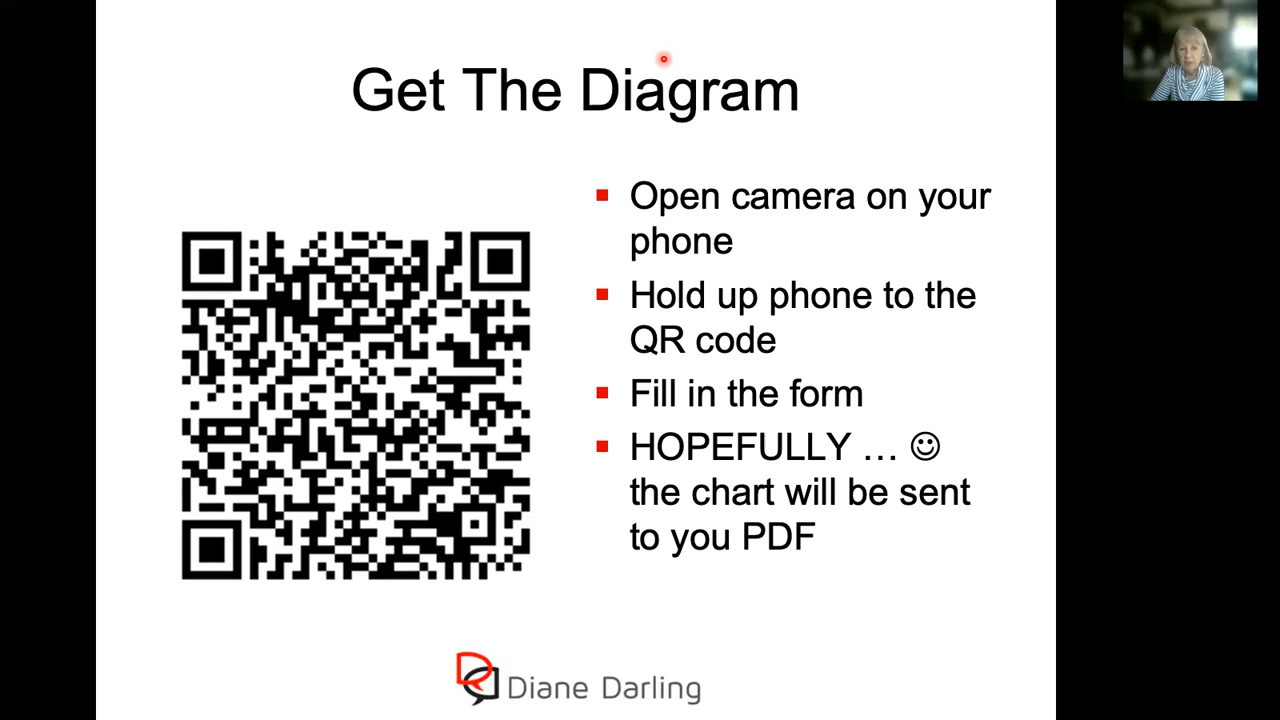 Get The Diagram
Open camera on your
phone
Hold up phone to the
QR code
Fill in the form
HOPEFULLY … ☺
the chart will be sent
to you PDF
Diane Darling